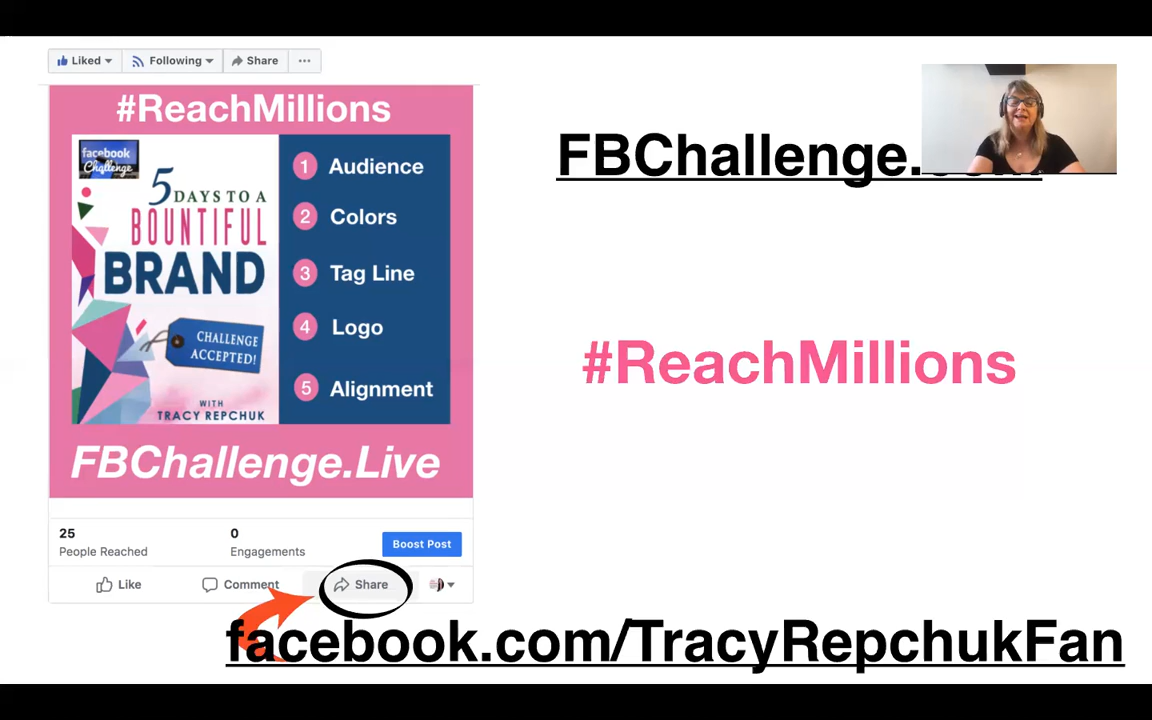 Liked
Following
Share
#ReachMillions
facebook
Challenge
5
DAYS TO A
BOUNTIFUL
BRAND
CHALLENGE
ACCEPTED!
WITH
TRACY REPCHUK
1 Audience
2 Colors
3 Tag Line
4 Logo
5 Alignment
FBChallenge.Live
25
People Reached
0
Engagements
Boost Post
Like
Comment
Share
FBChallenge.
#ReachMillions
facebook.com/TracyRepchukFan